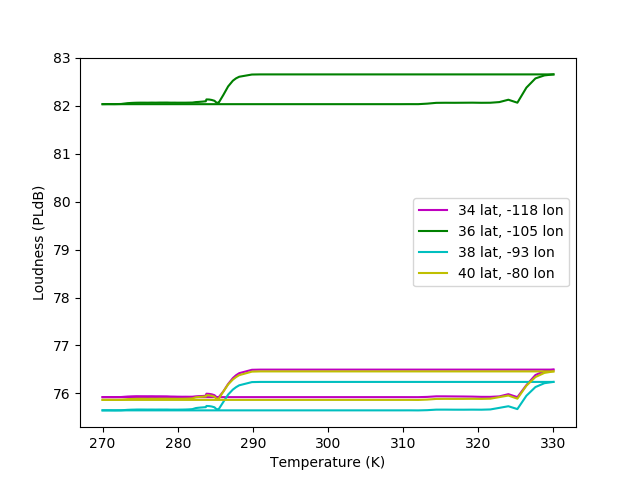 83
82
81
80
79
78
77
76
Loudness (PLdB)
34 lat, -118 lon
36 lat, -105 lon
38 lat, -93 lon
40 lat, -80 lon
270 280 290 300 310 320 330
Temperature (K)